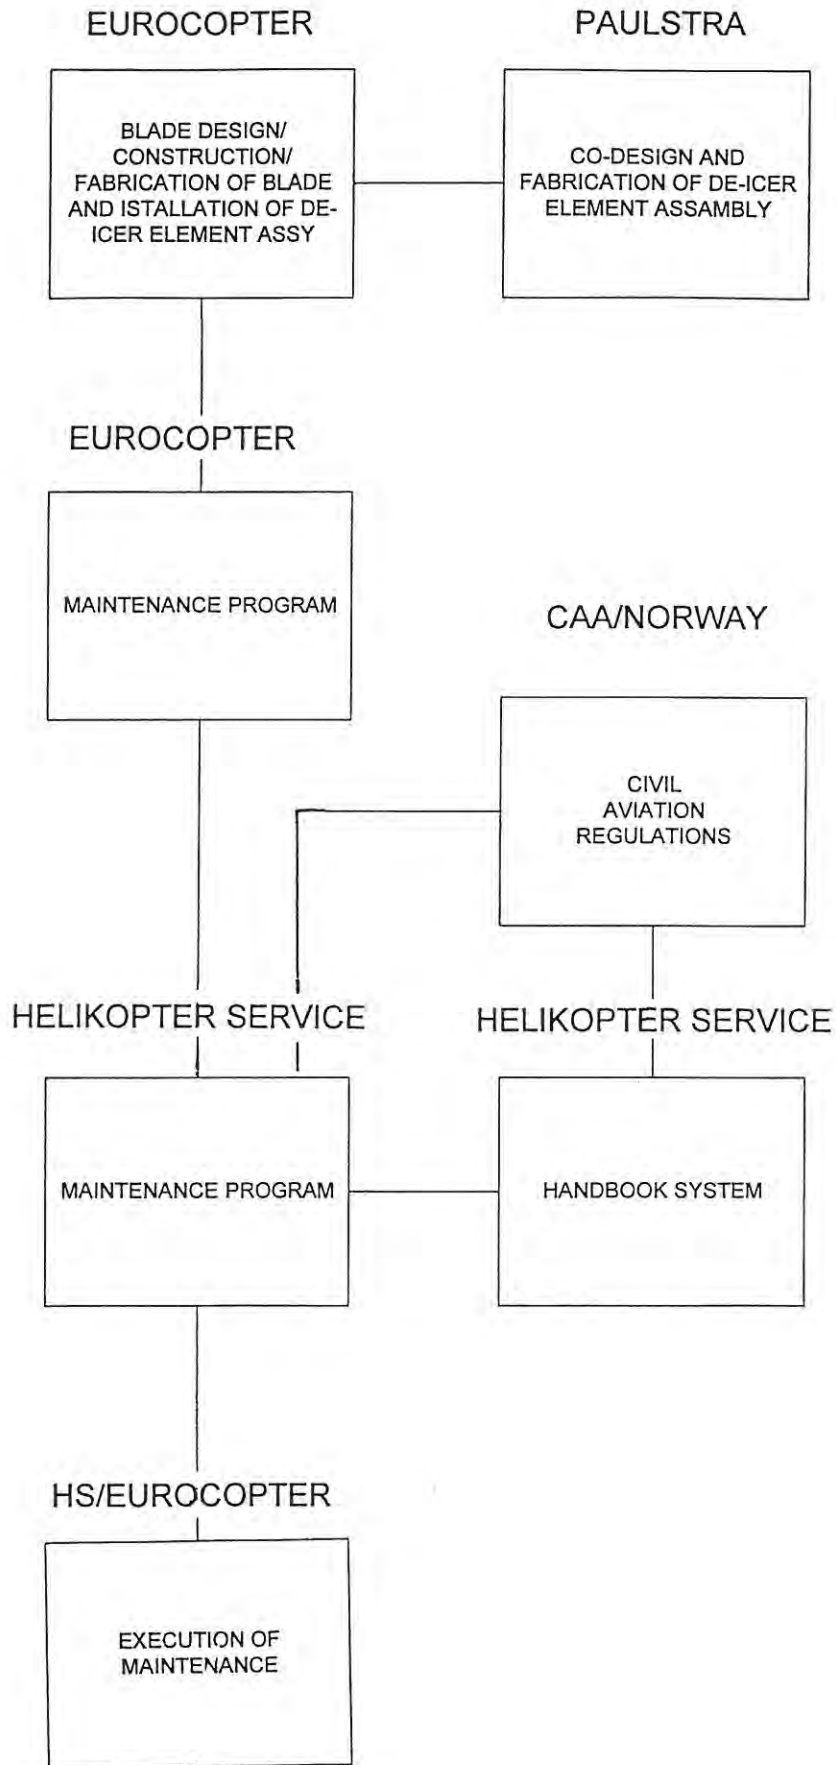 EUROCOPTER
PAULSTRA
BLADE DESIGN/
CONSTRUCTION/
FABRICATION OF BLADE
AND ISTALLATION OF DE-
ICER ELEMENT ASSY
CO-DESIGN AND
FABRICATION OF DE-ICER
ELEMENT ASSAMBLY
EUROCOPTER
MAINTENANCE PROGRAM
CAA/NORWAY
CIVIL
AVIATION
REGULATIONS
HELIKOPTER SERVICE
HELIKOPTER SERVICE
MAINTENANCE PROGRAM
HANDBOOK SYSTEM
HS/EUROCOPTER
EXECUTION OF
MAINTENANCE